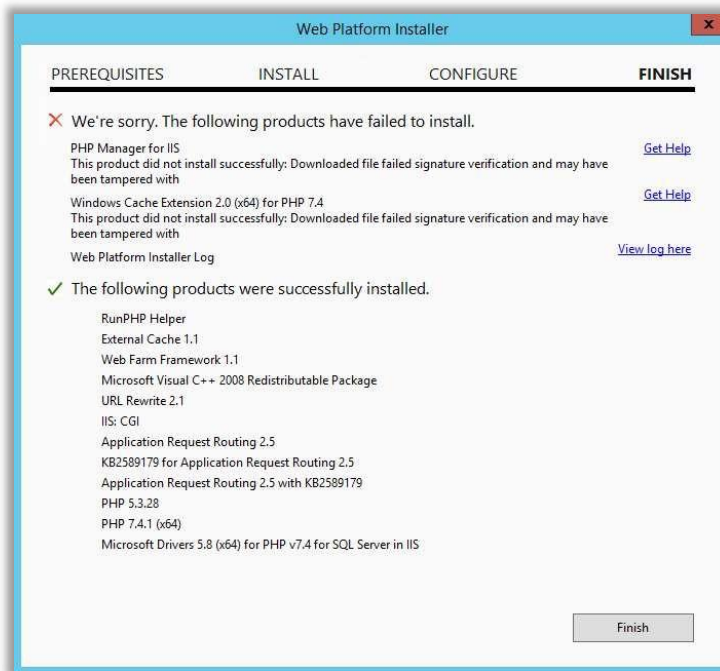 Web Platform Installer
x
PREREQUISITES INSTALL CONFIGURE FINISH
We're sorry. The following products have failed to install.
PHP Manager for IIS Get Help
This product did not install successfully: Downloaded file failed signature verification and may have
been tampered with
Windows Cache Extension 2.0 (x64) for PHP 7.4 Get Help
This product did not install successfully: Downloaded file failed signature verification and may have
been tampered with
Web Platform Installer Log View log here
The following products were successfully installed.
RunPHP Helper
External Cache 1.1
Web Farm Framework 1.1
Microsoft Visual C++ 2008 Redistributable Package
URL Rewrite 2.1
IIS: CGI
Application Request Routing 2.5
KB2589179 for Application Request Routing 2.5
Application Request Routing 2.5 with KB2589179
PHP 5.3.28
PHP 7.4.1 (x64)
Microsoft Drivers 5.8 (x64) for PHP v7.4 for SQL Server in IIS
Finish